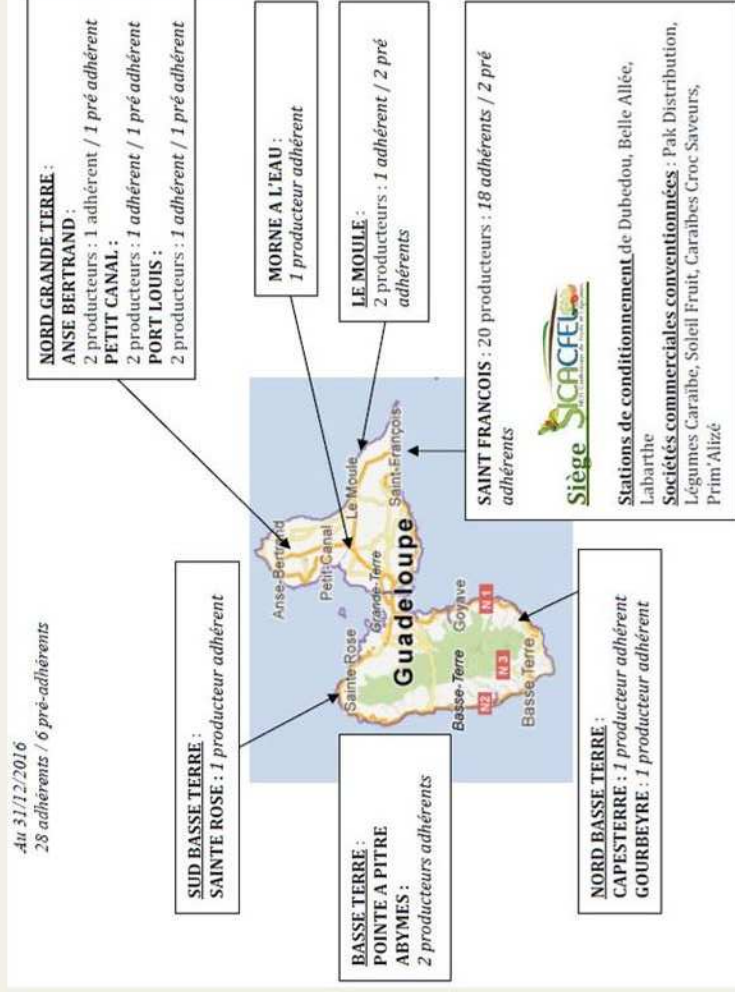 Au 31/12/2016
28 adhérents / 6 pré-adhérents
NORD GRANDE TERRE :
ANSE BERTRAND :
2 producteurs : 1 adhérent / 1 pré adhérent
PETIT CANAL :
2 producteurs : 1 adhérent / 1 pré adhérent
PORT LOUIS :
2 producteurs : 1 adhérent / 1 pré adhérent
SUD BASSE TERRE :
SAINTE ROSE : 1 producteur adhérent
MORNE A L'EAU :
1 producteur adhérent
BASSE TERRE :
POINTE A PITRE
ABYMES :
2 producteurs adhérents
Anse-Bertrand
Petit-Canal
Le Moule
Sainte-Rose
Grande-Terre
Saint-François
Guadeloupe
Basse-Terre
Goyave
N2
N 3
N 1
Basse Terre
LE MOULE :
2 producteurs : 1 adhérent / 2 pré
adhérents
NORD BASSE TERRE :
CAPESTERRE : 1 producteur adhérent
GOURBEYRE : 1 producteur adhérent
SAINT FRANCOIS : 20 producteurs : 18 adhérents / 2 pré
adhérents
Siège SICACFEL
Stations de conditionnement de Dubedou, Belle Allée,
Labarthe
Sociétés commerciales conventionnées : Pak Distribution,
Légumes Caraïbe, Soleil Fruit, Caraïbes Croc Saveurs,
Prim'Alizé